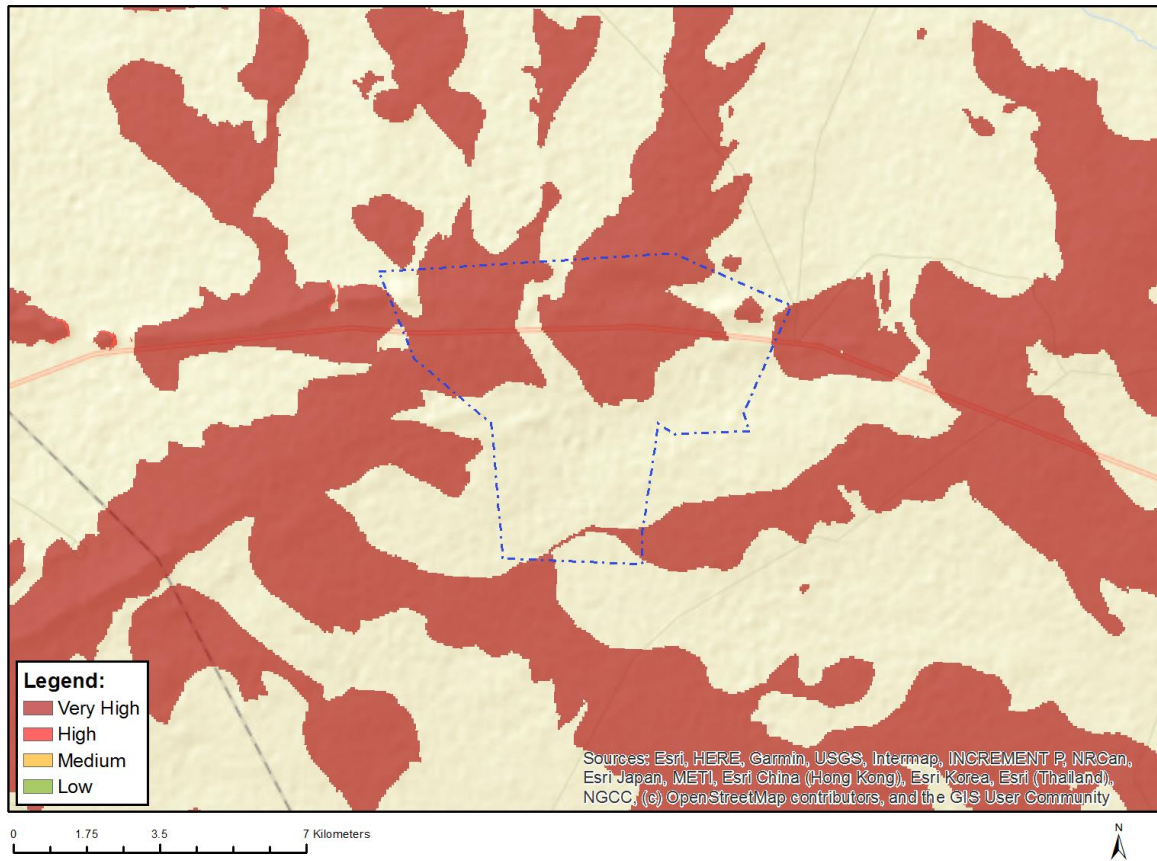 Legend:
Very High
High
Medium
Low
Sources: Esri, HERE, Garmin, USGS, Intermap, INCREMENT P, NRCan,
Esri Japan, METI, Esri China (Hong Kong), Esri Korea, Esri (Thailand),
NGCC, (c) OpenStreetMap contributors, and the GIS User Community
0 1.75 3.5 7 Kilometers
N